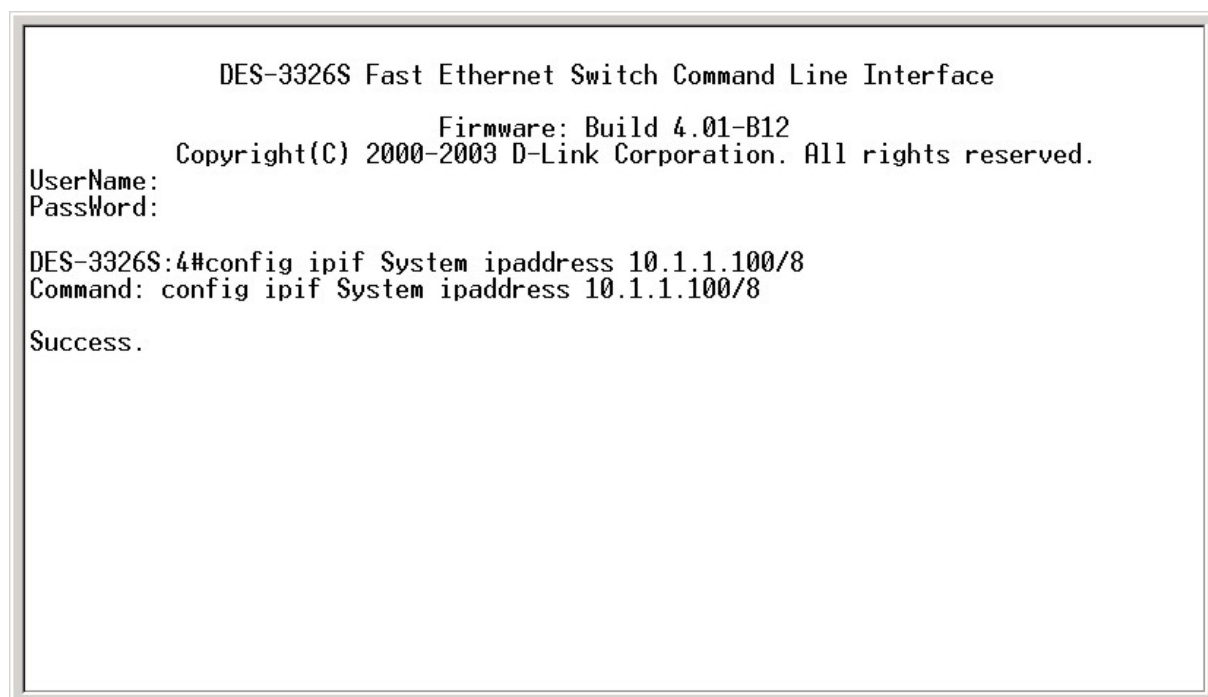 DES-3326S Fast Ethernet Switch Command Line Interface
Firmware: Build 4.01-B12
Copyright(C) 2000-2003 D-Link Corporation. All rights reserved.
UserName:
PassWord:
DES-3326S:4#config ipif System ipaddress 10.1.1.100/8
Command: config ipif System ipaddress 10.1.1.100/8
Success.